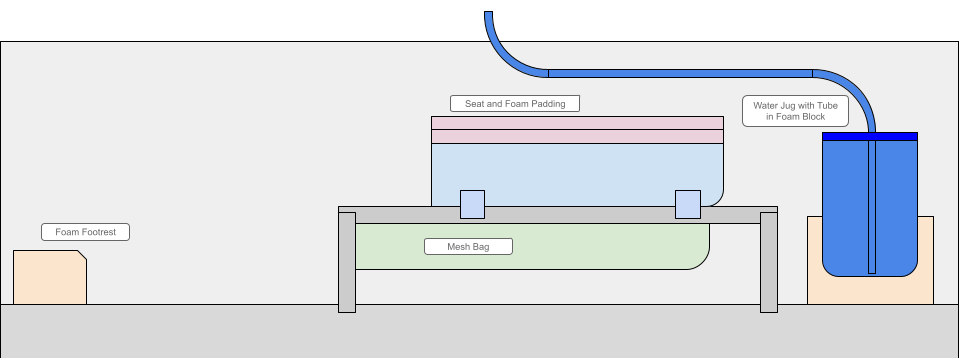 Seat and Foam Padding
Water Jug with Tube
in Foam Block
Foam Footrest
Mesh Bag